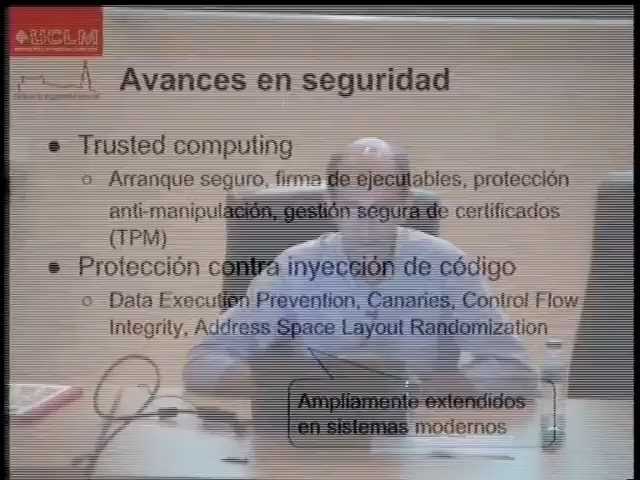 UCLM
Avances en seguridad
● Trusted computing
○ Arranque seguro, firma de ejecutables, protección
anti-manipulación, gestión segura de certificados
(TPM)
● Protección contra inyección de código
○ Data Execution Prevention, Canaries, Control Flow
Integrity, Address Space Layout Randomization
Ampliamente extendidos
en sistemas modernos